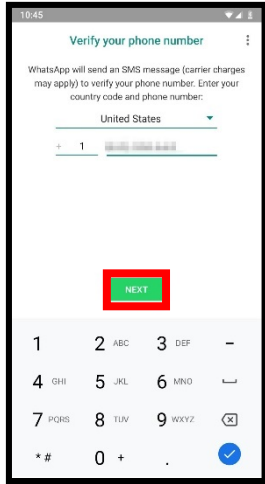 10:45
Verify your phone number
WhatsApp will send an SMS message (carrier charges
may apply) to verify your phone number. Enter your
country code and phone number:
United States
+ 1
NEXT
1 2 ABC 3 DEF -
4 GHI 5 JKL 6 MNO
7 PQRS 8 TUV 9 WXYZ
* # 0 + .